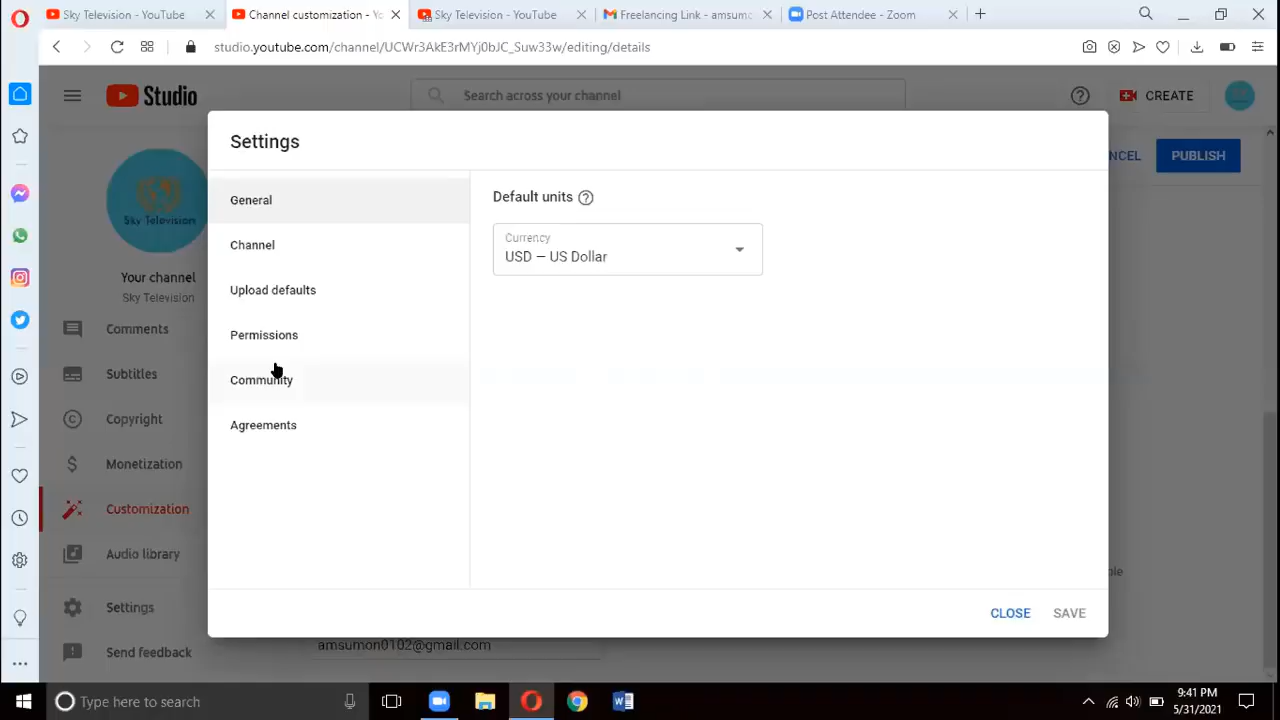 Sky Television - YouTube
Channel customization - Yo
Sky Television - YouTube
Freelancing Link - amsumo
Post Attendee - Zoom
studio.youtube.com/channel/UCWr3AkE3rMYj0bJC_Suw33w/editing/details
Studio
Search across your channel
CREATE
Settings
NCEL
PUBLISH
General
Default units
Sky Television
Currency
USD – US Dollar
Channel
Your channel
Sky Television
Upload defaults
Comments
Permissions
Subtitles
Community
Copyright
Agreements
Monetization
Customization
Audio library
ble
Settings
CLOSE
SAVE
Send feedback
amsumon0102@gmail.com
Type here to search
9:41 PM
5/31/2021